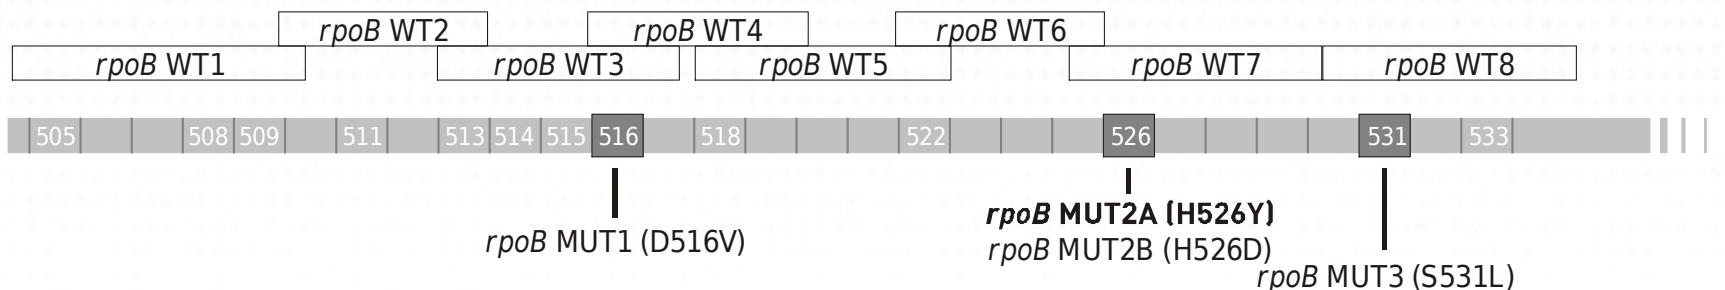 rpoB WT2 rpoB WT4 rpoB WT6
rpoB WT1 rpoB WT3 rpoB WT5 rpoB WT7 rpoB WT8
505 508 509 511 513 514 515 516 518 522 526 531 533
rpoB MUT2A (H526Y)
rpoB MUT1 (D516V)
rpoB MUT2B (H526D)
rpoB MUT3 (S531L)